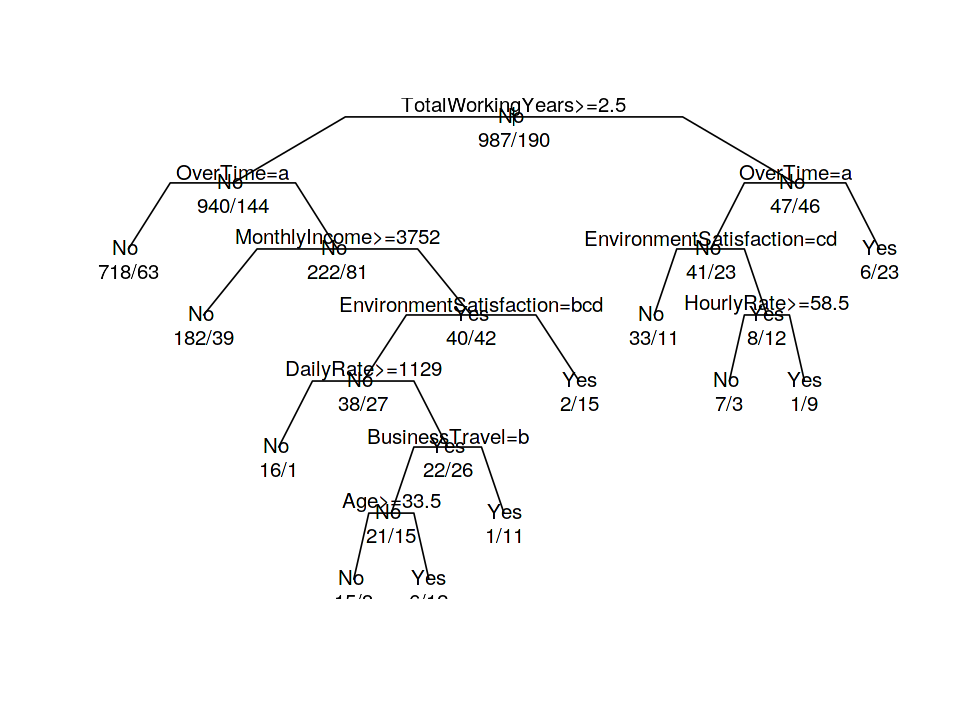 TotalWorkingYears>=2.5
No
987/190
OverTime=a
No
940/144
OverTime=a
No
47/46
No
718/63
MonthlyIncome>=3752
No
222/81
EnvironmentSatisfaction=cd
No
41/23
Yes
6/23
No
182/39
EnvironmentSatisfaction=bcd
Yes
40/42
No
33/11
HourlyRate>=58.5
Yes
8/12
DailyRate>=1129
No
38/27
Yes
2/15
No
7/3
Yes
1/9
No
16/1
BusinessTravel=b
Yes
22/26
Age>=33.5
No
21/15
Yes
1/11
No
Yes